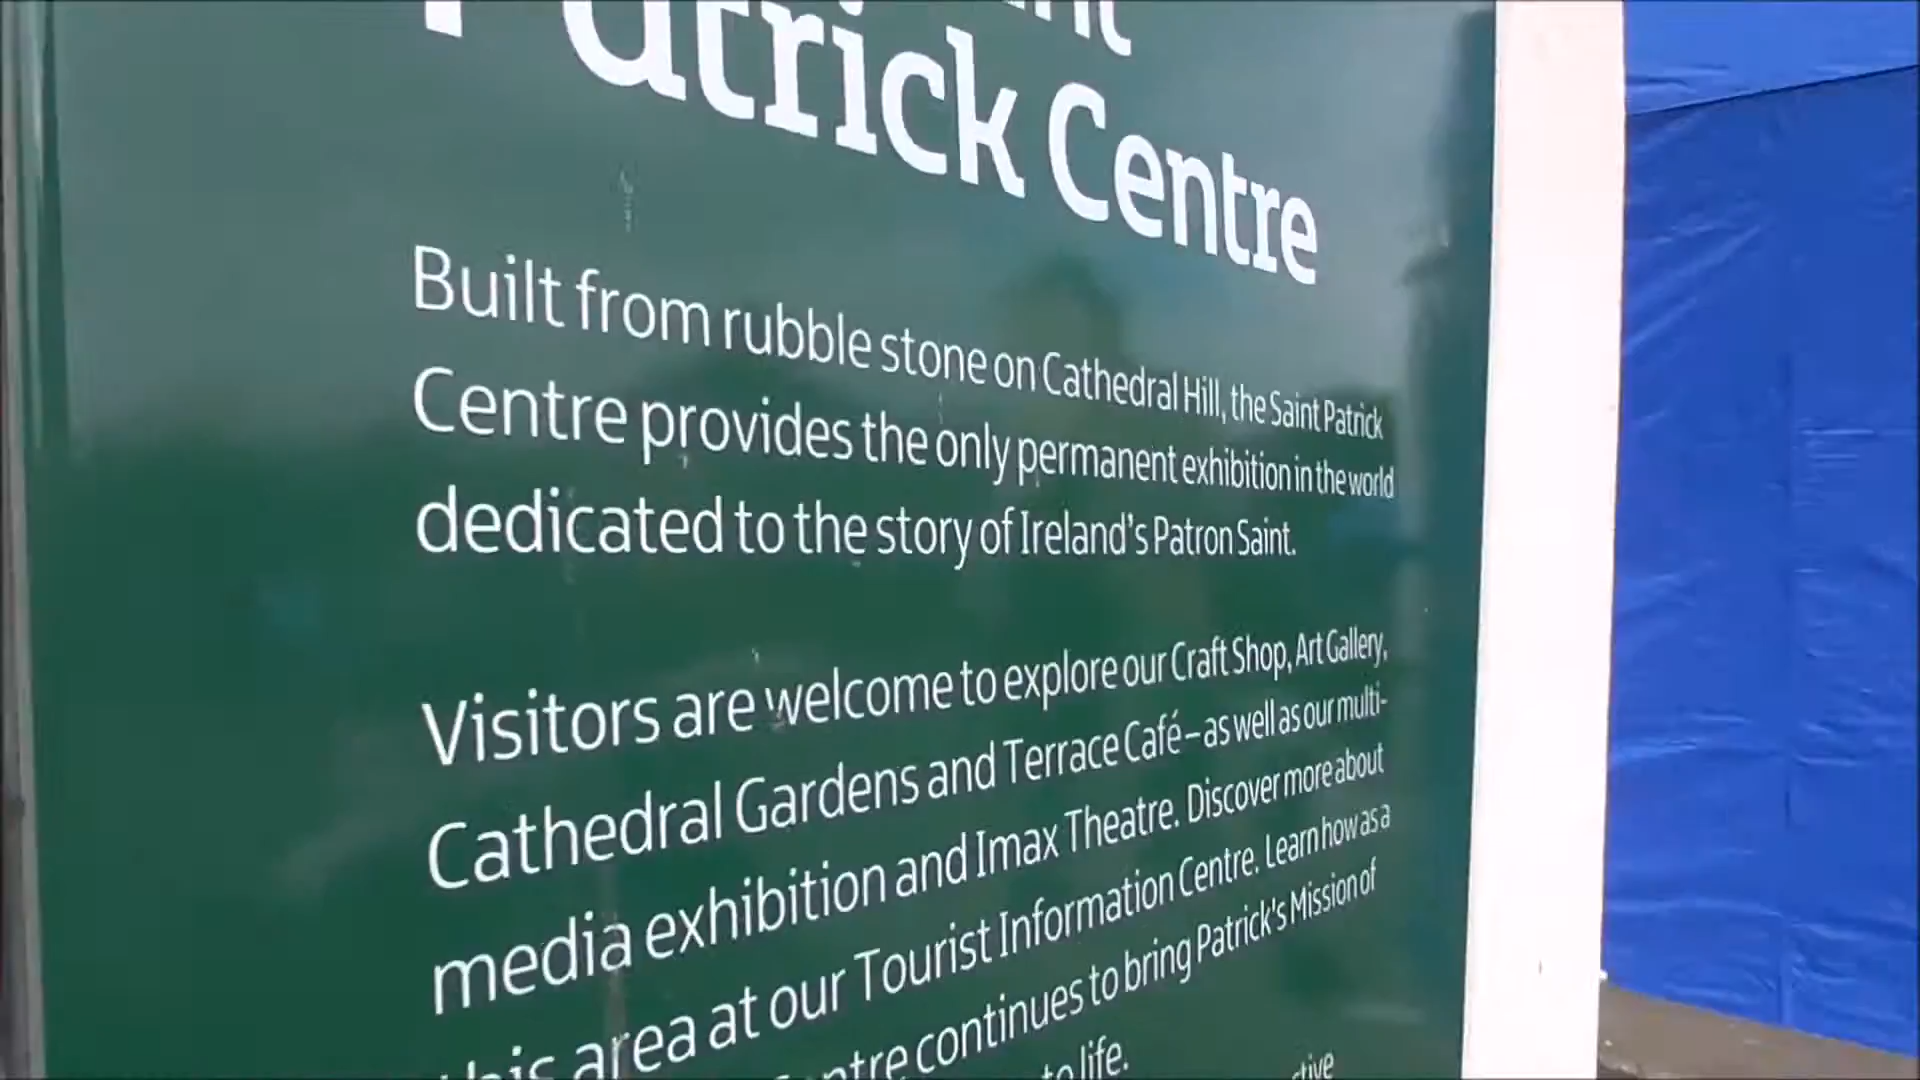 Patrick Centre
Built from rubble stone on Cathedral Hill, the Saint Patrick
Centre provides the only permanent exhibition in the world
dedicated to the story of Ireland's Patron Saint.
Visitors are welcome to explore our Craft Shop, Art Gallery,
Cathedral Gardens and Terrace Café – as well as our multi-
media exhibition and Imax Theatre. Discover more about
this area at our Tourist Information Centre. Learn how as a
continues to bring Patrick's Mission of
to life.